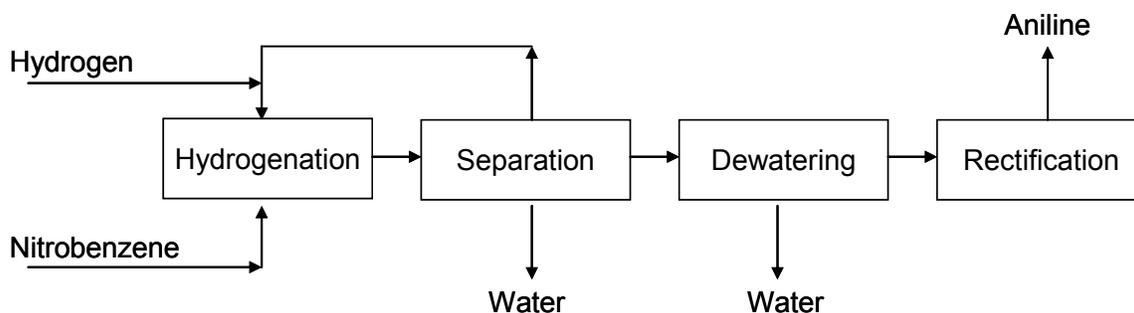 Aniline
Hydrogen
Hydrogenation
Separation
Dewatering
Rectification
Nitrobenzene
Water
Water